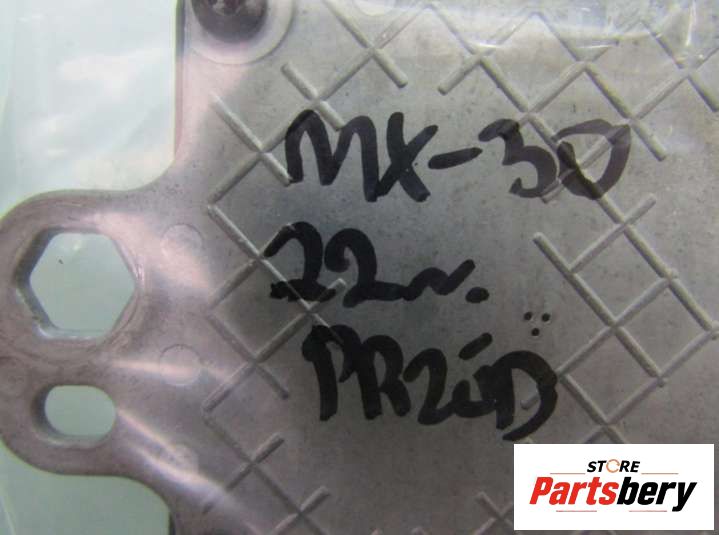 MX-30
22r.
PRZÓD
STORE
Partsbery